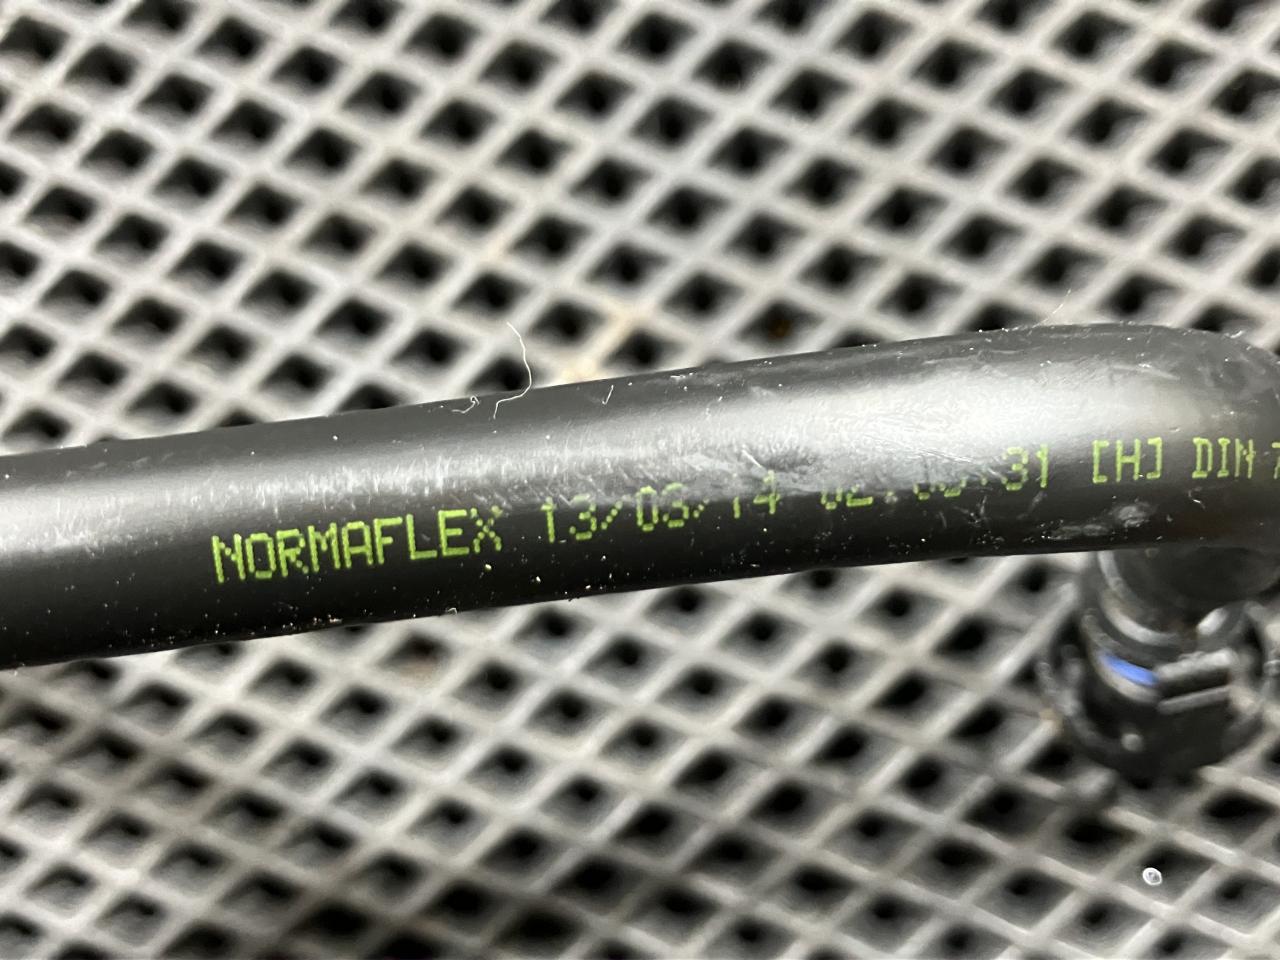 NORMAFLEX 13/03/14 [H] DIN